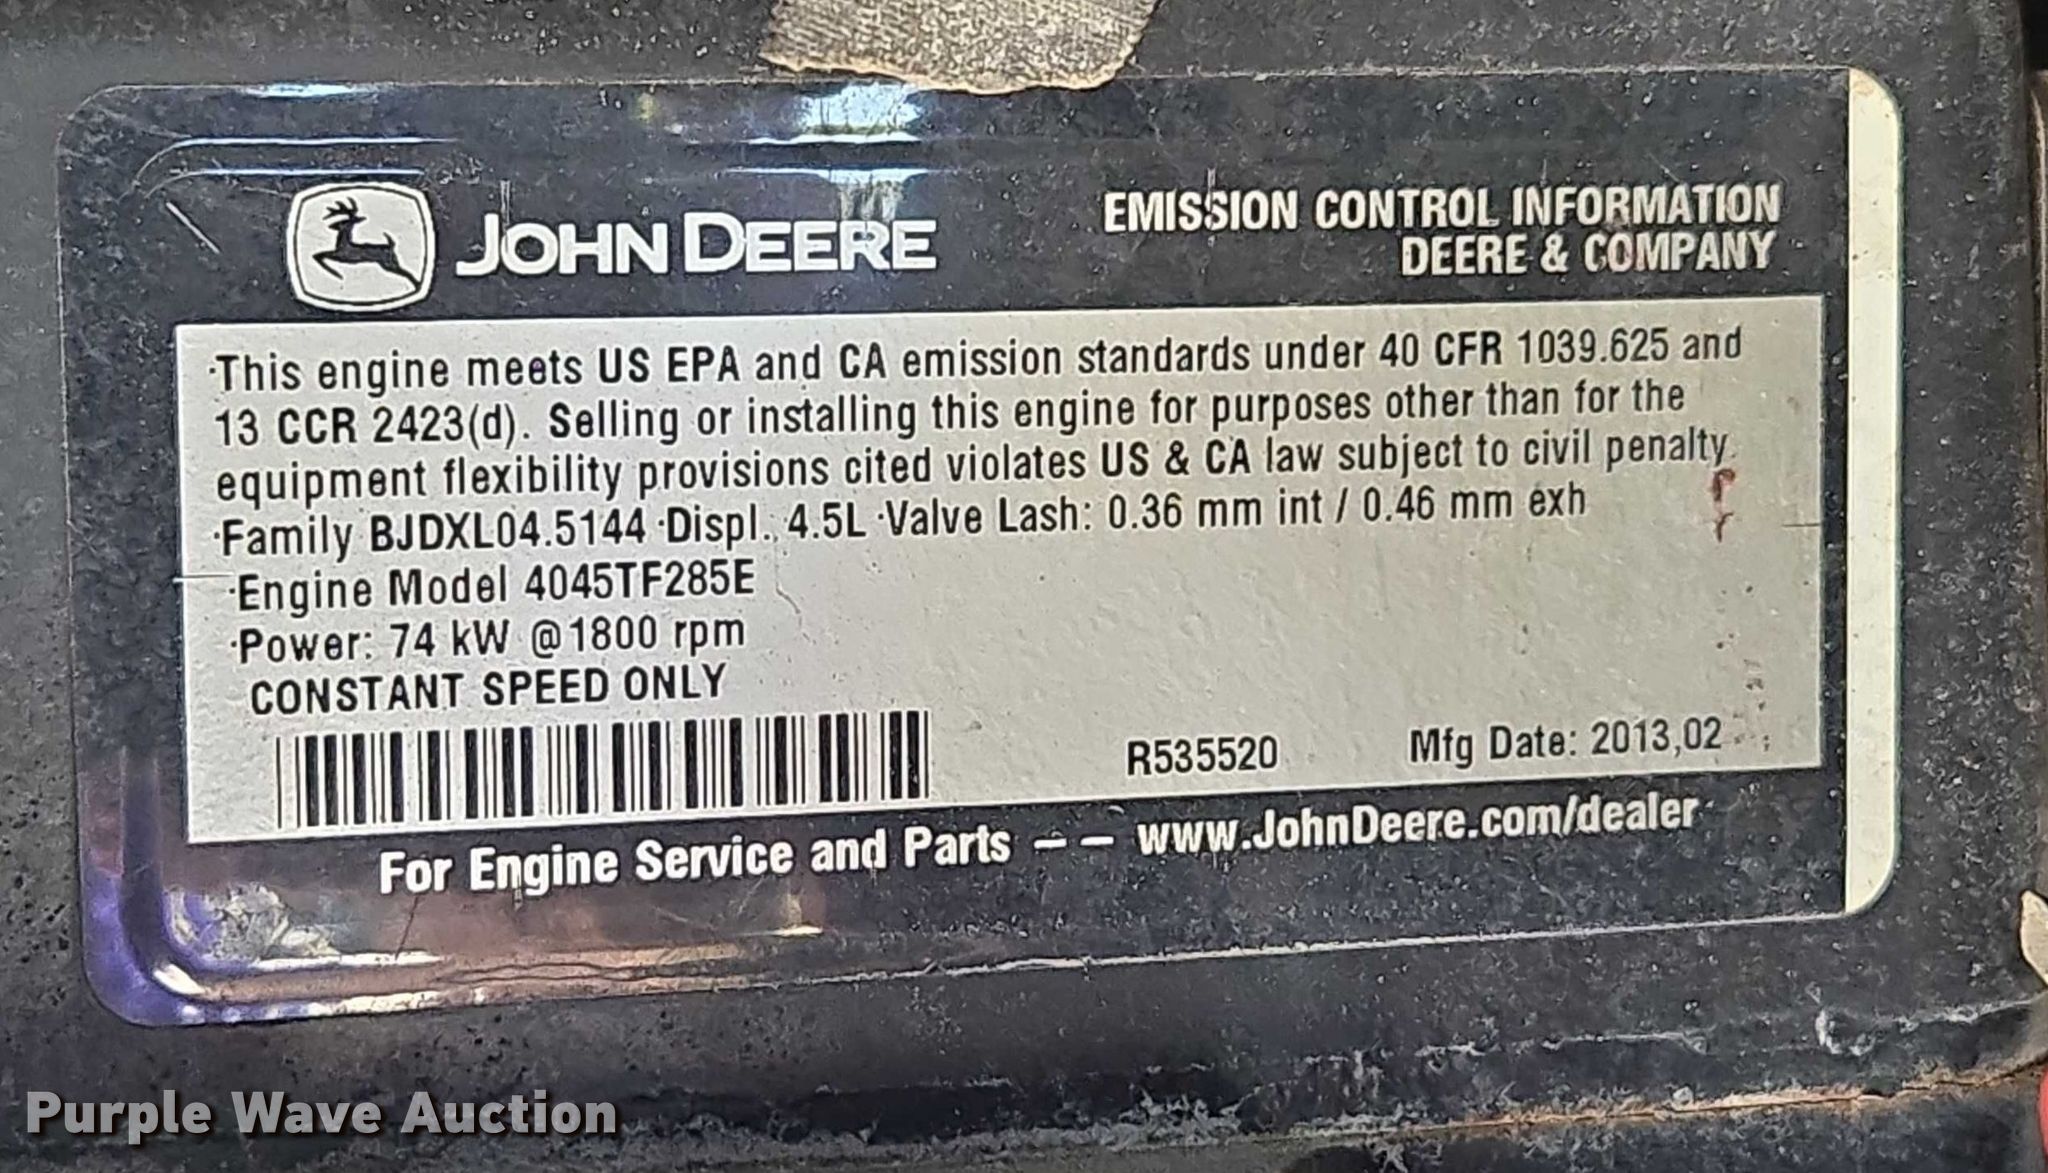 JOHN DEERE
EMISSION CONTROL INFORMATION
DEERE & COMPANY
·This engine meets US EPA and CA emission standards under 40 CFR 1039.625 and
13 CCR 2423(d). Selling or installing this engine for purposes other than for the
equipment flexibility provisions cited violates US & CA law subject to civil penalty.
·Family BJDXL04.5144 ·Displ. 4.5L ·Valve Lash: 0.36 mm int / 0.46 mm exh
·Engine Model 4045TF285E
·Power: 74 kW @1800 rpm
CONSTANT SPEED ONLY
R535520 Mfg Date: 2013,02
For Engine Service and Parts – – www.JohnDeere.com/dealer
Purple Wave Auction